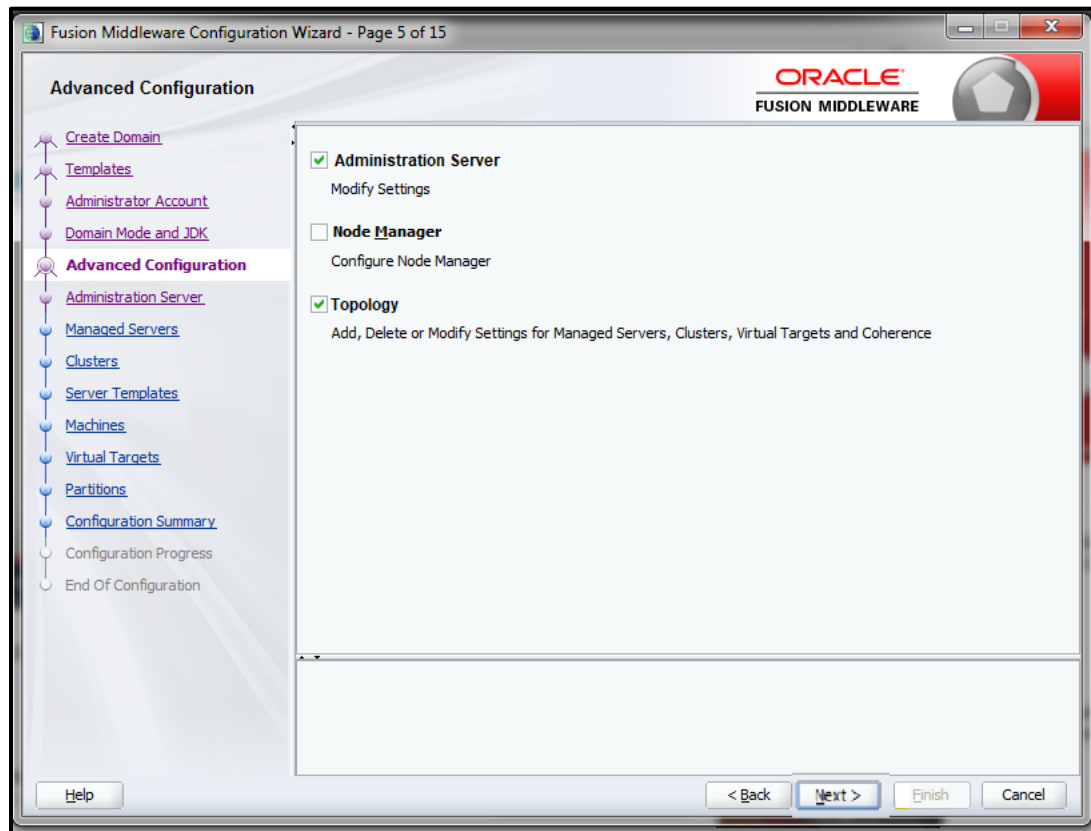 Fusion Middleware Configuration Wizard - Page 5 of 15
Advanced Configuration
ORACLE
FUSION MIDDLEWARE
Create Domain
Templates
Administrator Account
Domain Mode and JDK
Advanced Configuration
Administration Server
Managed Servers
Clusters
Server Templates
Machines
Virtual Targets
Partitions
Configuration Summary
Configuration Progress
End Of Configuration
Administration Server
Modify Settings
Node Manager
Configure Node Manager
Topology
Add, Delete or Modify Settings for Managed Servers, Clusters, Virtual Targets and Coherence
Help
< Back
Next >
Finish
Cancel